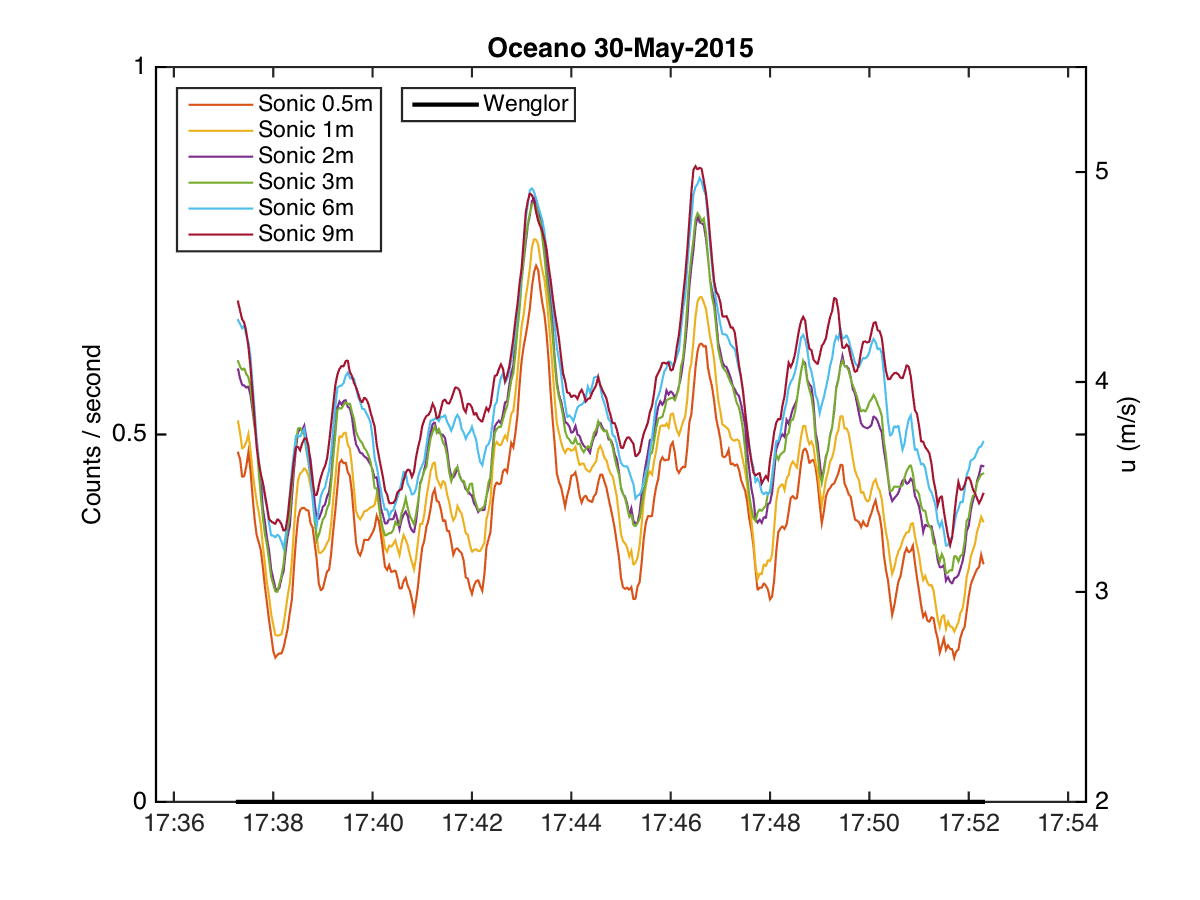 Oceano 30-May-2015
1
Sonic 0.5m
Wenglor
Sonic 1m
Sonic 2m
Sonic 3m
Sonic 6m
Sonic 9m
5
4
Counts / second
0.5
u (m/s)
3
0
2
17:36 17:38 17:40 17:42 17:44 17:46 17:48 17:50 17:52 17:54